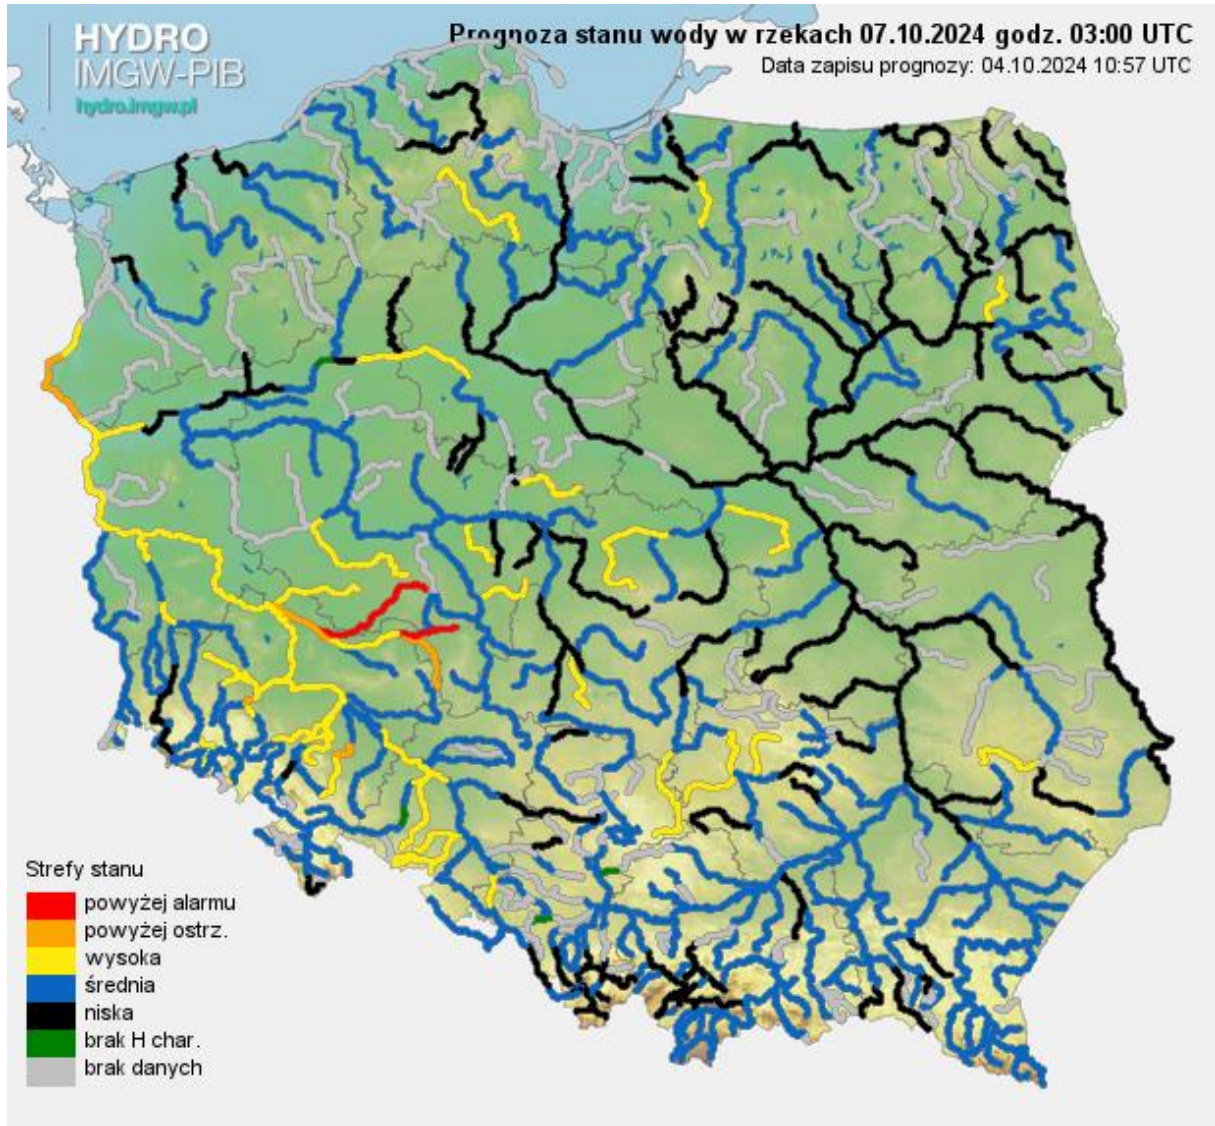 HYDRO
IMGW-PIB
hydro.imgw.pl
Prognoza stanu wody w rzekach 07.10.2024 godz. 03:00 UTC
Data zapisu prognozy: 04.10.2024 10:57 UTC
Strefy stanu
powyżej alarmu
powyżej ostrz.
wysoka
średnia
niska
brak H char.
brak danych